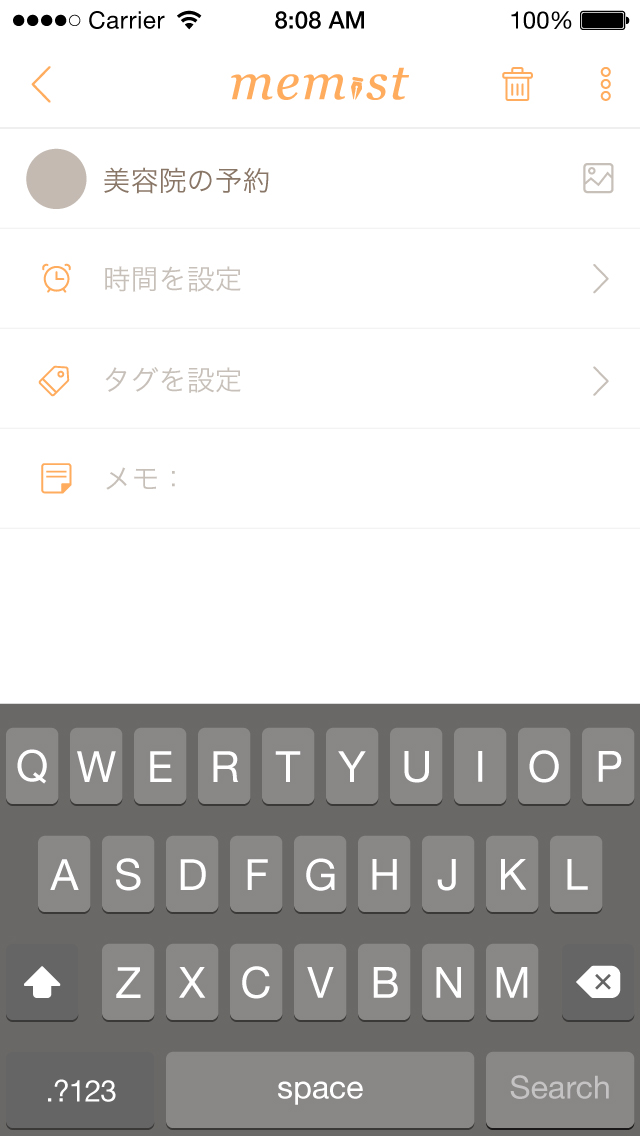 Carrier 8:08 AM 100%
memist
美容院の予約
時間を設定
タグを設定
メモ：
Q W E R T Y U I O P
A S D F G H J K L
Z X C V B N M
.?123 space Search